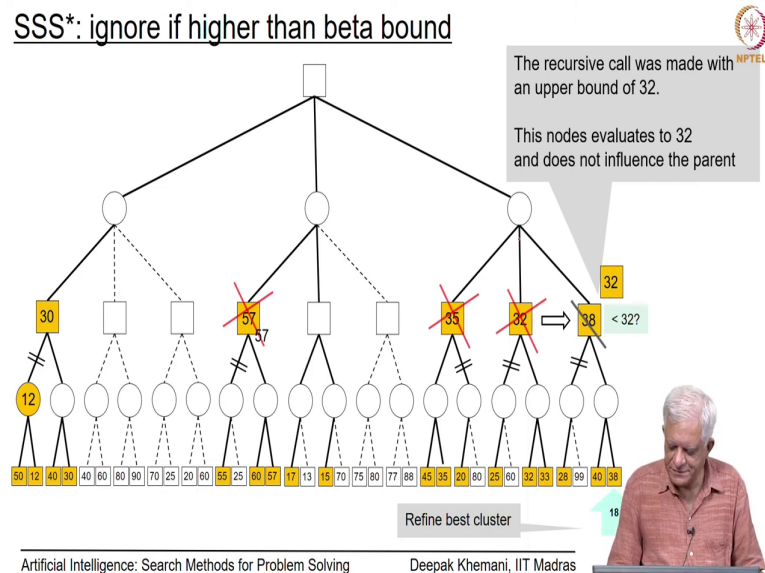 SSS*: ignore if higher than beta bound
NPTEL
The recursive call was made with
an upper bound of 32.
This nodes evaluates to 32
and does not influence the parent
32
30
57
57
35
32
38
< 32?
12
50 12 40 30 40 60 80 90 70 25 20 60 55 25 60 57 17 13 15 70 75 80 77 88 45 35 20 80 25 60 32 33 28 99 40 38
Refine best cluster
18
Artificial Intelligence: Search Methods for Problem Solving
Deepak Khemani, IIT Madras